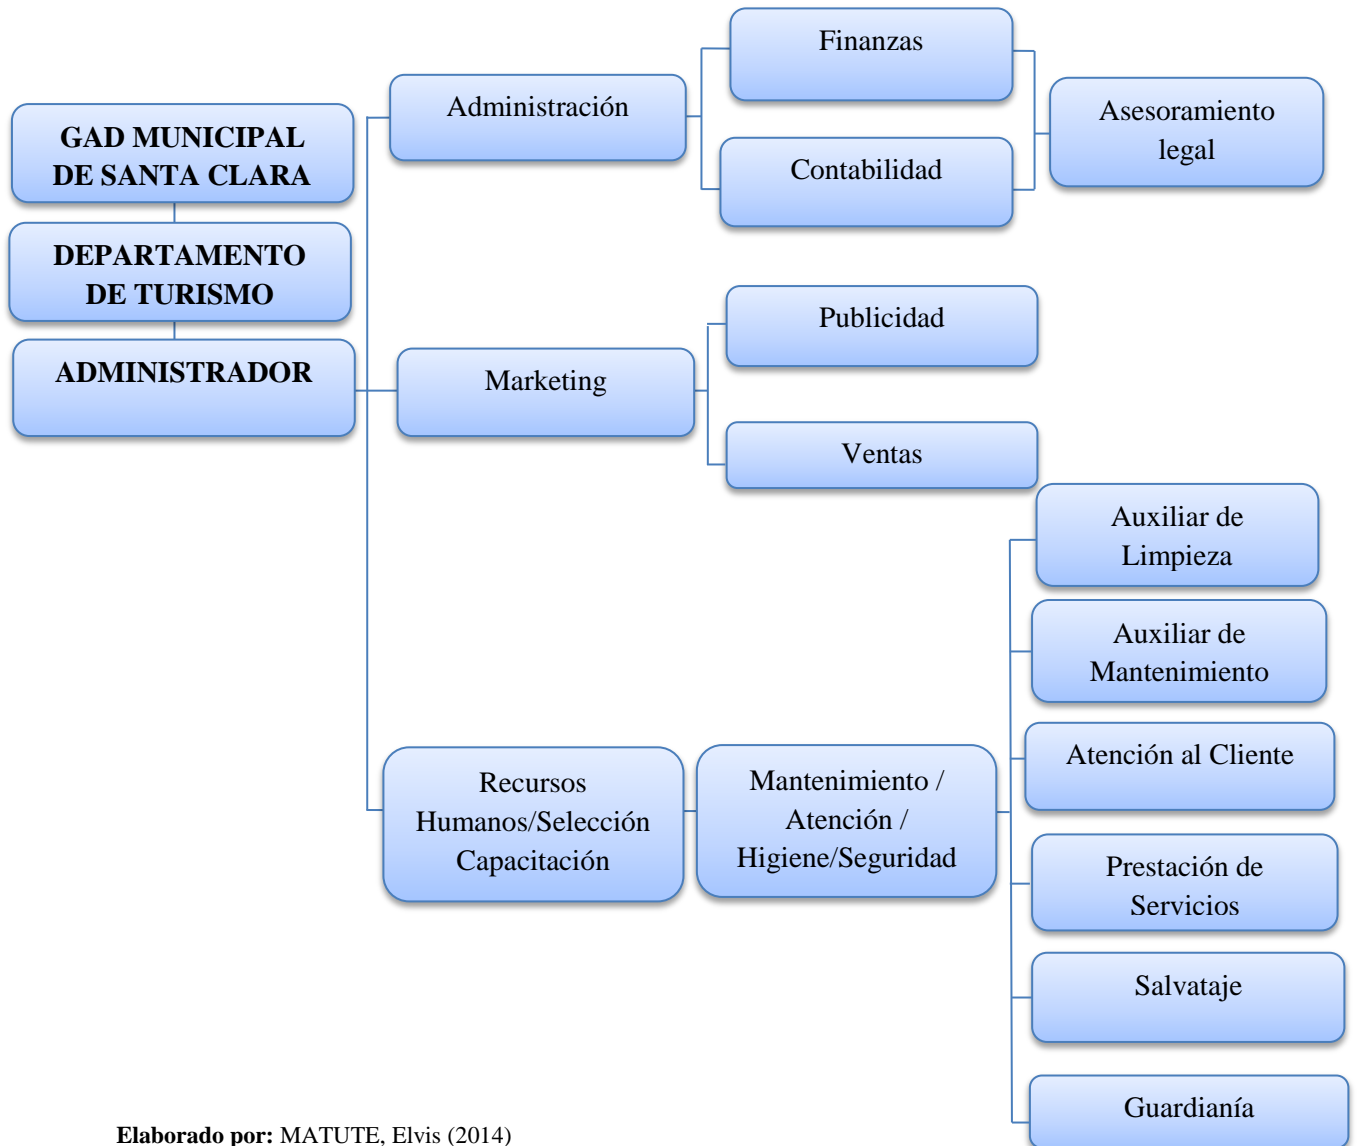 GAD MUNICIPAL
DE SANTA CLARA
DEPARTAMENTO
DE TURISMO
ADMINISTRADOR
Administración
Finanzas
Contabilidad
Asesoramiento
legal
Marketing
Publicidad
Ventas
Recursos
Humanos/Selección
Capacitación
Mantenimiento /
Atención /
Higiene/Seguridad
Auxiliar de
Limpieza
Auxiliar de
Mantenimiento
Atención al Cliente
Prestación de
Servicios
Salvataje
Guardianía
Elaborado por: MATUTE, Elvis (2014)